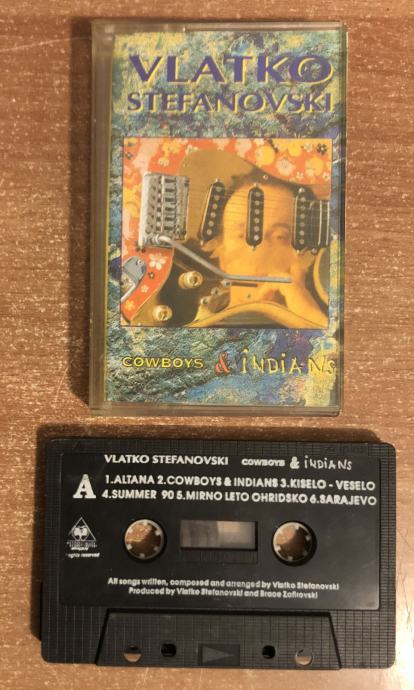 VLATKO
STEFANOVSKI
COWBOYS & iNDiANS
VLATKO STEFANOVSKI COWBOYS & iNDiANS
A
1.ALTANA 2.COWBOYS & INDIANS 3.KISELO - VESELO
4.SUMMER 90 5.MIRNO LETO OHRIDSKO 6.SARAJEVO
rights reserved
All songs written, composed and arranged by Vlatko Stefanovski
Produced by Vlatko Stefanovski and Brace Zafirovski